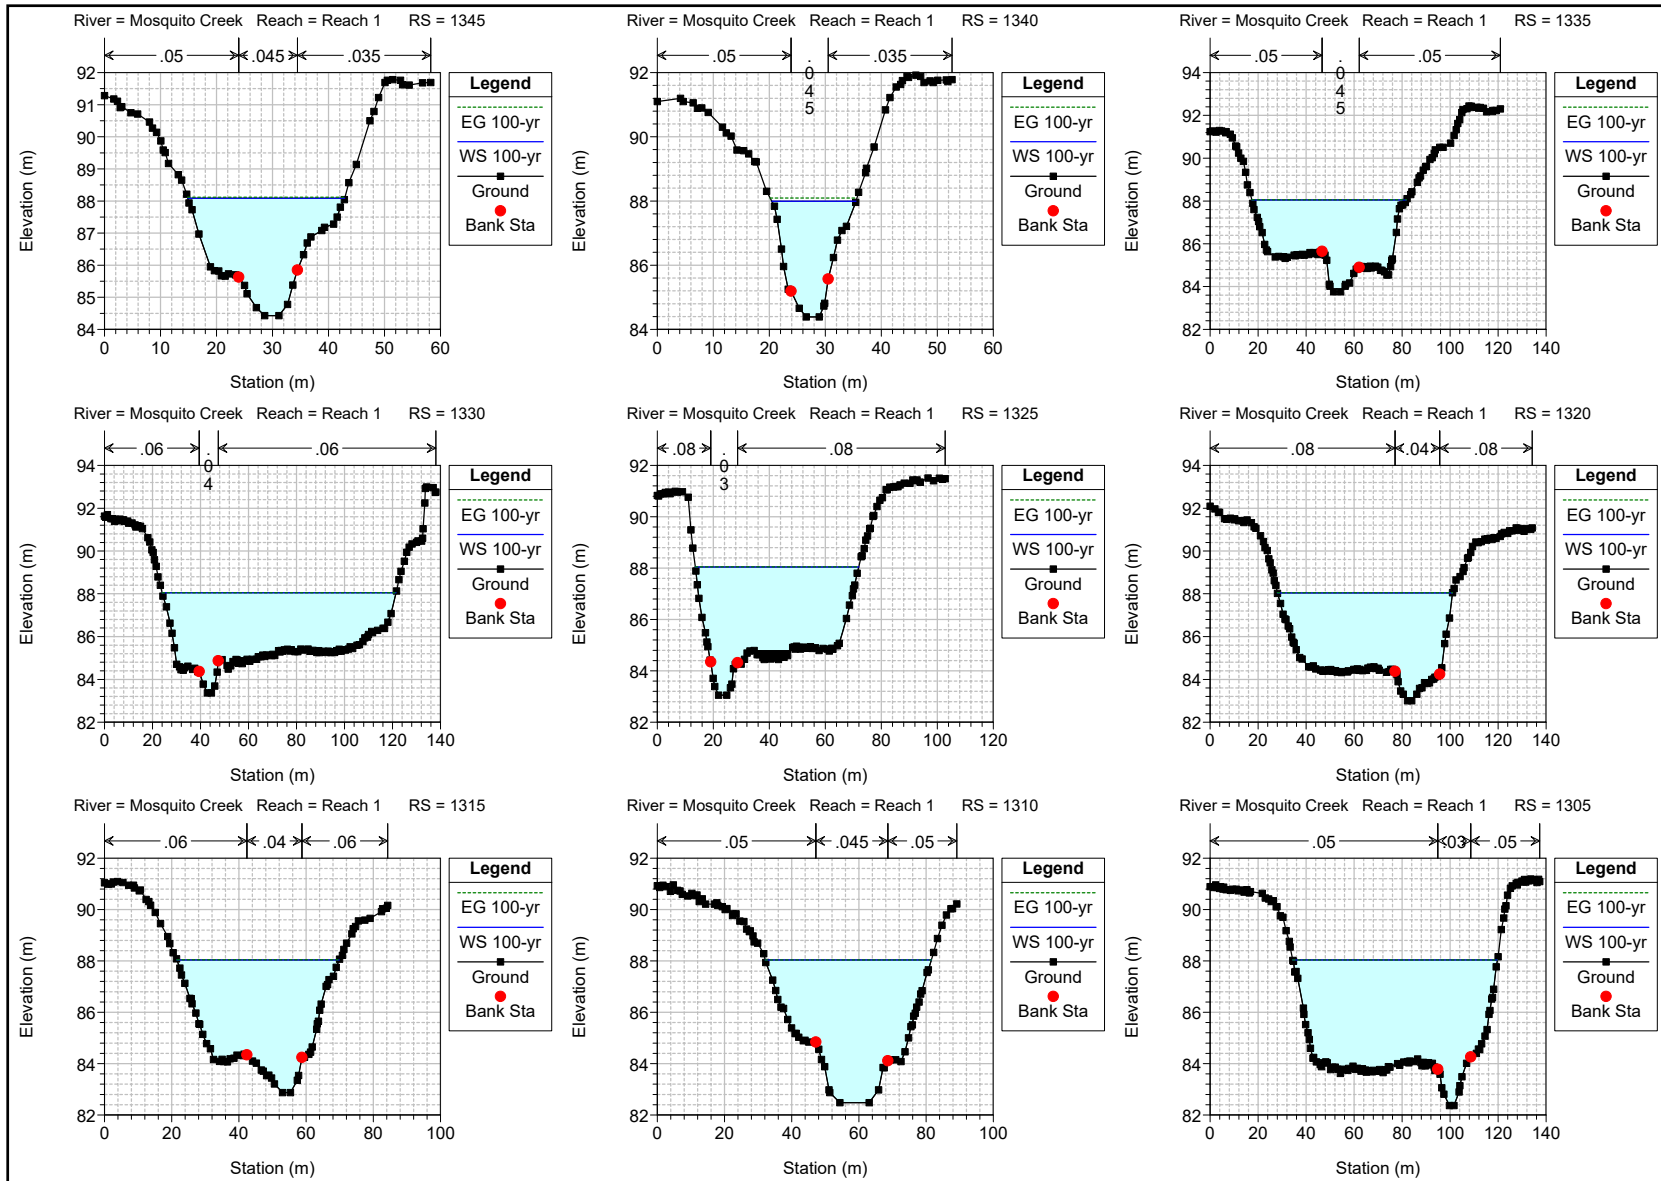 River = Mosquito Creek   Reach = Reach 1      RS = 1345
.05 .045 .035
Elevation (m)
92
91
90
89
88
87
86
85
84
0 10 20 30 40 50 60
Station (m)
Legend
EG 100-yr
WS 100-yr
Ground
Bank Sta
River = Mosquito Creek   Reach = Reach 1      RS = 1340
.05 .045 .035
Elevation (m)
92
90
88
86
84
0 10 20 30 40 50 60
Station (m)
Legend
EG 100-yr
WS 100-yr
Ground
Bank Sta
River = Mosquito Creek   Reach = Reach 1      RS = 1335
.05 .045 .05
Elevation (m)
94
92
90
88
86
84
82
0 20 40 60 80 100 120 140
Station (m)
Legend
EG 100-yr
WS 100-yr
Ground
Bank Sta
River = Mosquito Creek   Reach = Reach 1      RS = 1330
.06 .04 .06
Elevation (m)
94
92
90
88
86
84
82
0 20 40 60 80 100 120 140
Station (m)
Legend
EG 100-yr
WS 100-yr
Ground
Bank Sta
River = Mosquito Creek   Reach = Reach 1      RS = 1325
.08 .03 .08
Elevation (m)
92
90
88
86
84
82
0 20 40 60 80 100 120
Station (m)
Legend
EG 100-yr
WS 100-yr
Ground
Bank Sta
River = Mosquito Creek   Reach = Reach 1      RS = 1320
.08 .04 .08
Elevation (m)
94
92
90
88
86
84
82
0 20 40 60 80 100 120 140
Station (m)
Legend
EG 100-yr
WS 100-yr
Ground
Bank Sta
River = Mosquito Creek   Reach = Reach 1      RS = 1315
.06 .04 .06
Elevation (m)
92
90
88
86
84
82
0 20 40 60 80 100
Station (m)
Legend
EG 100-yr
WS 100-yr
Ground
Bank Sta
River = Mosquito Creek   Reach = Reach 1      RS = 1310
.05 .045 .05
Elevation (m)
92
90
88
86
84
82
0 20 40 60 80 100
Station (m)
Legend
EG 100-yr
WS 100-yr
Ground
Bank Sta
River = Mosquito Creek   Reach = Reach 1      RS = 1305
.05 .03 .05
Elevation (m)
92
90
88
86
84
82
0 20 40 60 80 100 120 140
Station (m)
Legend
EG 100-yr
WS 100-yr
Ground
Bank Sta